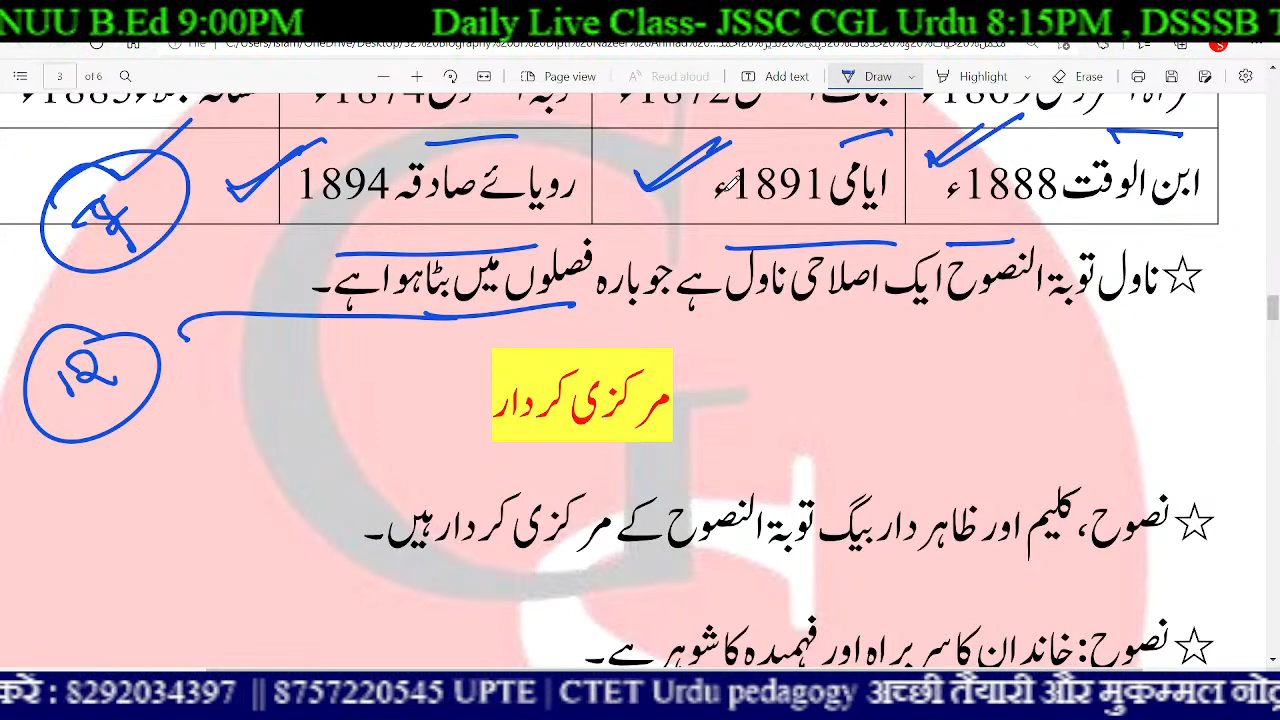 NUU B.Ed 9:00PM Daily Live Class- JSSC CGL Urdu 8:15PM , DSSSB
3 of 6 Page view Read aloud Add text Draw Highlight Erase
ابن الوقت 1888ء ایامی 1891ء رویائے صادقہ 1894
☆ ناول توبۃ النصوح ایک اصلاحی ناول ہے جو بارہ فصلوں میں بٹا ہوا ہے۔
12
مرکزی کردار
☆ نصوح، کلیم اور ظاہر دار بیگ توبۃ النصوح کے مرکزی کردار ہیں۔
☆ نصوح: خاندان کا سربراہ اور فہمیدہ کا شوہر ہے۔
करें : 8292034397 || 8757220545 UPTE | CTET Urdu pedagogy अच्छी तैयारी और मुकम्मल